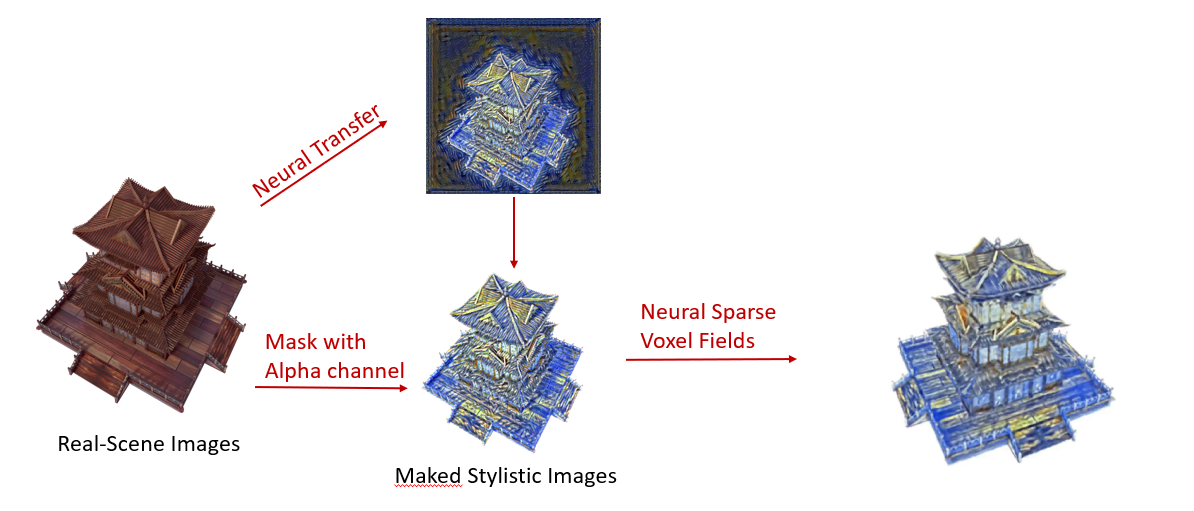 Neural Transfer
Mask with
Alpha channel
Neural Sparse
Voxel Fields
Real-Scene Images
Maked Stylistic Images